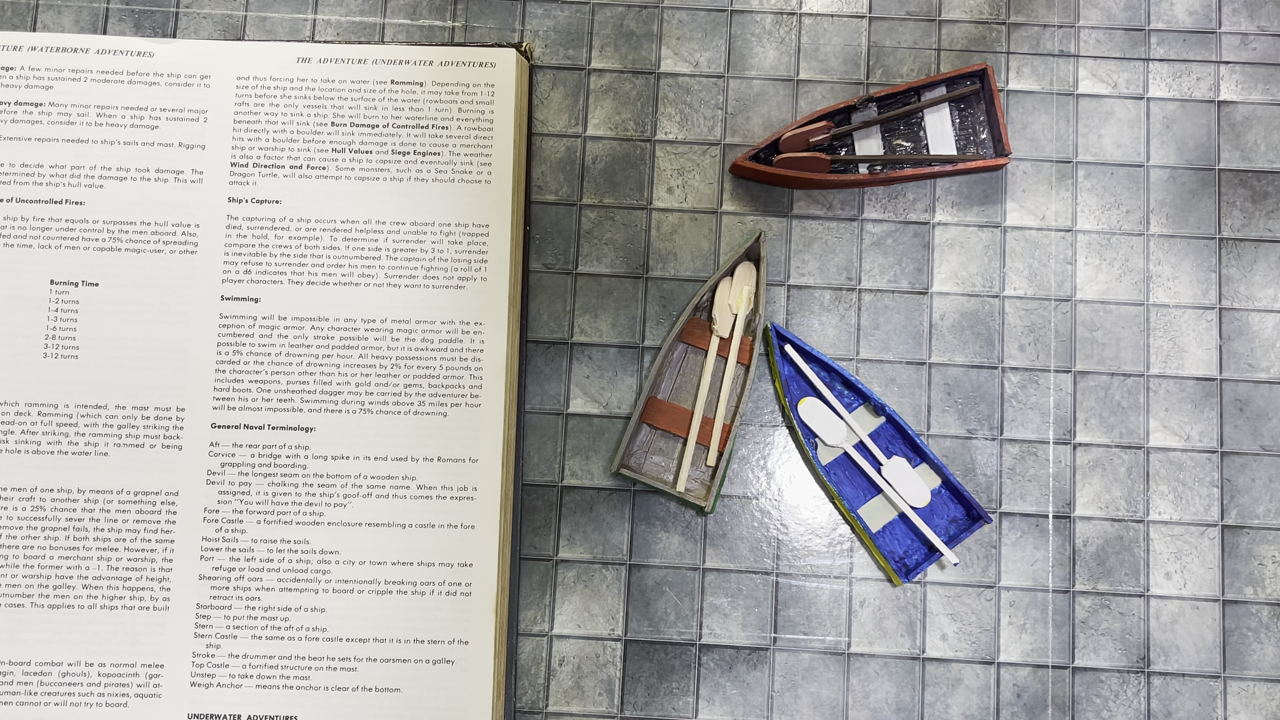 TURE (WATERBORNE ADVENTURES)
age: A few minor repairs needed before the ship can get
n a ship has sustained 2 moderate damages, consider it to
heavy damage.
avy damage: Many minor repairs needed or several major
efore the ship may sail. When a ship has sustained 2
vy damages, consider it to be heavy damage.
Extensive repairs needed to ship's sails and mast. Rigging
e to decide what part of the ship took damage. The
etermined by what did the damage to the ship. This will
ted from the ship's hull value.
e of Uncontrolled Fires:
ship by fire that equals or surpasses the hull value is
at is no longer under control by the men aboard. Also,
fed and not countered have a 75% chance of spreading
the time, lack of men or capable magic-user, or other
Burning Time
1 turn
1-2 turns
1-4 turns
1-3 turns
1-6 turns
2-8 turns
3-12 turns
3-12 turns
which ramming is intended, the mast must be
on deck. Ramming (which can only be done by
ead-on at full speed, with the galley striking the
ngle. After striking, the ramming ship must back-
isk sinking with the ship it rammed or being
e hole is above the water line.
he men of one ship, by means of a grapnel and
heir craft to another ship (or something else,
re is a 25% chance that the men aboard the
e to successfully sever the line or remove the
emove the grapnel fails, the ship may find her-
f the other ship. If both ships are of the same
there are no bonuses for melee. However, if it
ng to board a merchant ship or warship, the
while the former with a –1. The reason is that
nt or warship have the advantage of height,
e men on the galley. When this happens, the
utnumber the men on the higher ship, by as
cases. This applies to all ships that are built
n-board combat will be as normal melee
agin, lacedon (ghouls), kopoacinth (gar-
and men (buccaneers and pirates) will at-
uman-like creatures such as nixies, aquatic
men cannot or will not try to board.
THE ADVENTURE (UNDERWATER ADVENTURES)
and thus forcing her to take on water (see Ramming). Depending on the
size of the ship and the location and size of the hole, it may take from 1-12
turns before she sinks below the surface of the water (rowboats and small
rafts are the only vessels that will sink in less than 1 turn). Burning is
another way to sink a ship. She will burn to her waterline and everything
beneath that will sink (see Burn Damage of Controlled Fires). A rowboat
hit directly with a boulder will sink immediately. It will take several direct
hits with a boulder before enough damage is done to cause a merchant
ship or warship to sink (see Hull Values and Siege Engines). The weather
is also a factor that can cause a ship to capsize and eventually sink (see
Wind Direction and Force). Some monsters, such as a Sea Snake or a
Dragon Turtle, will also attempt to capsize a ship if they should choose to
attack it.
Ship's Capture:
The capturing of a ship occurs when all the crew aboard one ship have
died, surrendered, or are rendered helpless and unable to fight (trapped
in the hold, for example). To determine if surrender will take place,
compare the crews of both sides. If one side is greater by 3 to 1, surrender
is inevitable by the side that is outnumbered. The captain of the losing side
may refuse to surrender and order his men to continue fighting (a roll of 1
on a d6 indicates that his men will obey). Surrender does not apply to
player characters. They decide whether or not they want to surrender.
Swimming:
Swimming will be impossible in any type of metal armor with the ex-
ception of magic armor. Any character wearing magic armor will be en-
cumbered and the only stroke possible will be the dog paddle. It is
possible to swim in leather and padded armor, but it is awkward and there
is a 5% chance of drowning per hour. All heavy possessions must be dis-
carded or the chance of drowning increases by 2% for every 5 pounds on
the character's person other than his or her leather or padded armor. This
includes weapons, purses filled with gold and/or gems, backpacks and
hard boots. One unsheathed dagger may be carried by the adventurer be-
tween his or her teeth. Swimming during winds above 35 miles per hour
will be almost impossible, and there is a 75% chance of drowning.
General Naval Terminology:
Aft — the rear part of a ship.
Corvice — a bridge with a long spike in its end used by the Romans for
grappling and boarding.
Devil — the longest seam on the bottom of a wooden ship.
Devil to pay — chalking the seam of the same name. When this job is
assigned, it is given to the ship's goof-off and thus comes the expres-
sion "You will have the devil to pay".
Fore — the forward part of a ship.
Fore Castle — a fortified wooden enclosure resembling a castle in the fore
of a ship.
Hoist Sails — to raise the sails.
Lower the sails — to let the sails down.
Port — the left side of a ship; also a city or town where ships may take
refuge or load and unload cargo.
Shearing off oars — accidentally or intentionally breaking oars of one or
more ships when attempting to board or cripple the ship if it did not
retract its oars.
Starboard — the right side of a ship.
Step — to put the mast up.
Stern — a section of the aft of a ship.
Stern Castle — the same as a fore castle except that it is in the stern of the
ship.
Stroke — the drummer and the beat he sets for the oarsmen on a galley.
Top Castle — a fortified structure on the mast.
Unstep — to take down the mast.
Weigh Anchor — means the anchor is clear of the bottom.
UNDERWATER ADVENTURES